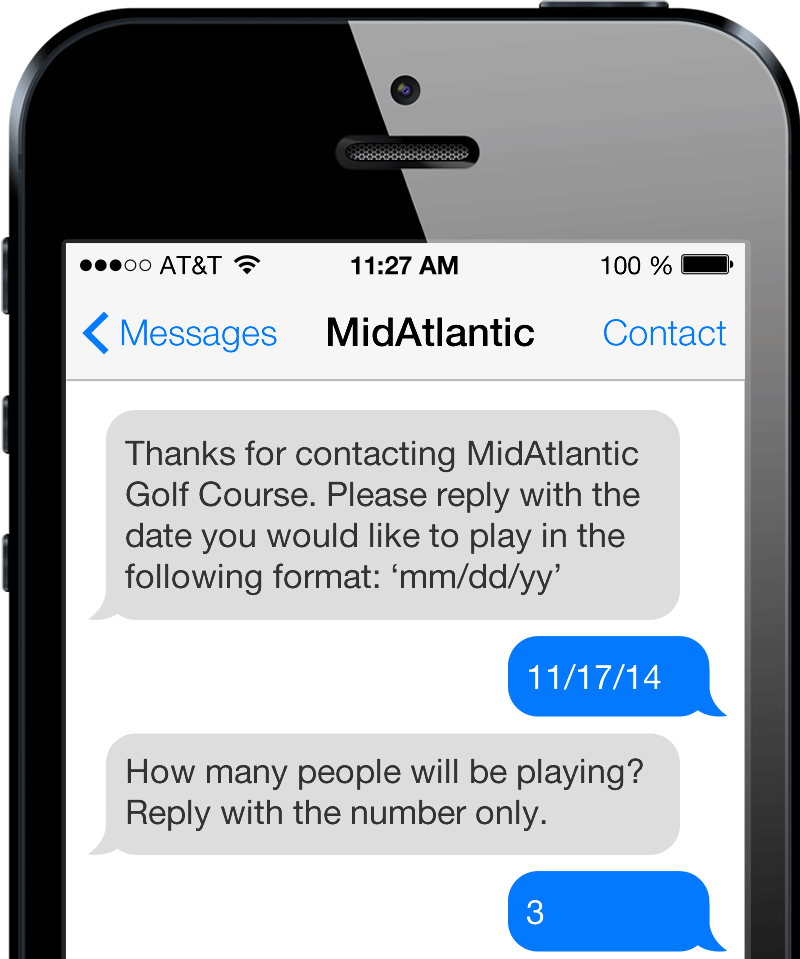 AT&T 11:27 AM 100 %
Messages MidAtlantic Contact
Thanks for contacting MidAtlantic
Golf Course. Please reply with the
date you would like to play in the
following format: ‘mm/dd/yy’
11/17/14
How many people will be playing?
Reply with the number only.
3